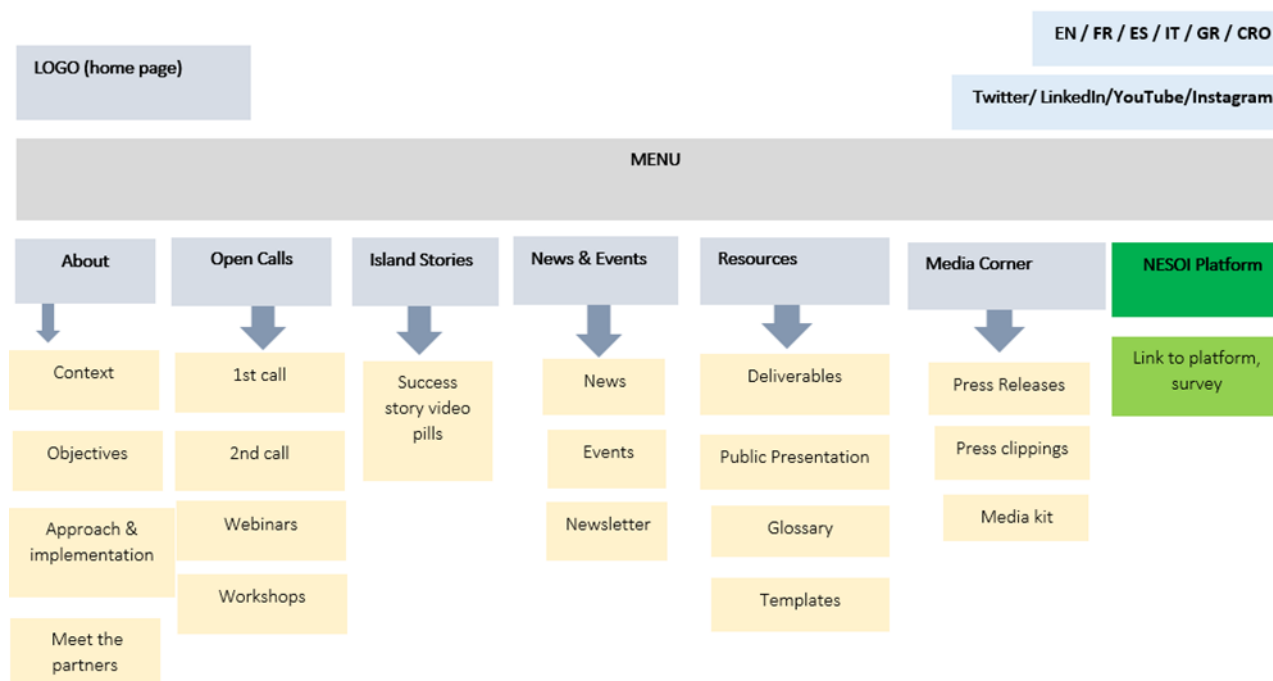 EN / FR / ES / IT / GR / CRO
LOGO (home page)
Twitter/ LinkedIn/YouTube/Instagram
MENU
About
Open Calls
Island Stories
News & Events
Resources
Media Corner
NESOI Platform
Context
Objectives
Approach &
implementation
Meet the
partners
1st call
2nd call
Webinars
Workshops
Success
story video
pills
News
Events
Newsletter
Deliverables
Public Presentation
Glossary
Templates
Press Releases
Press clippings
Media kit
Link to platform,
survey